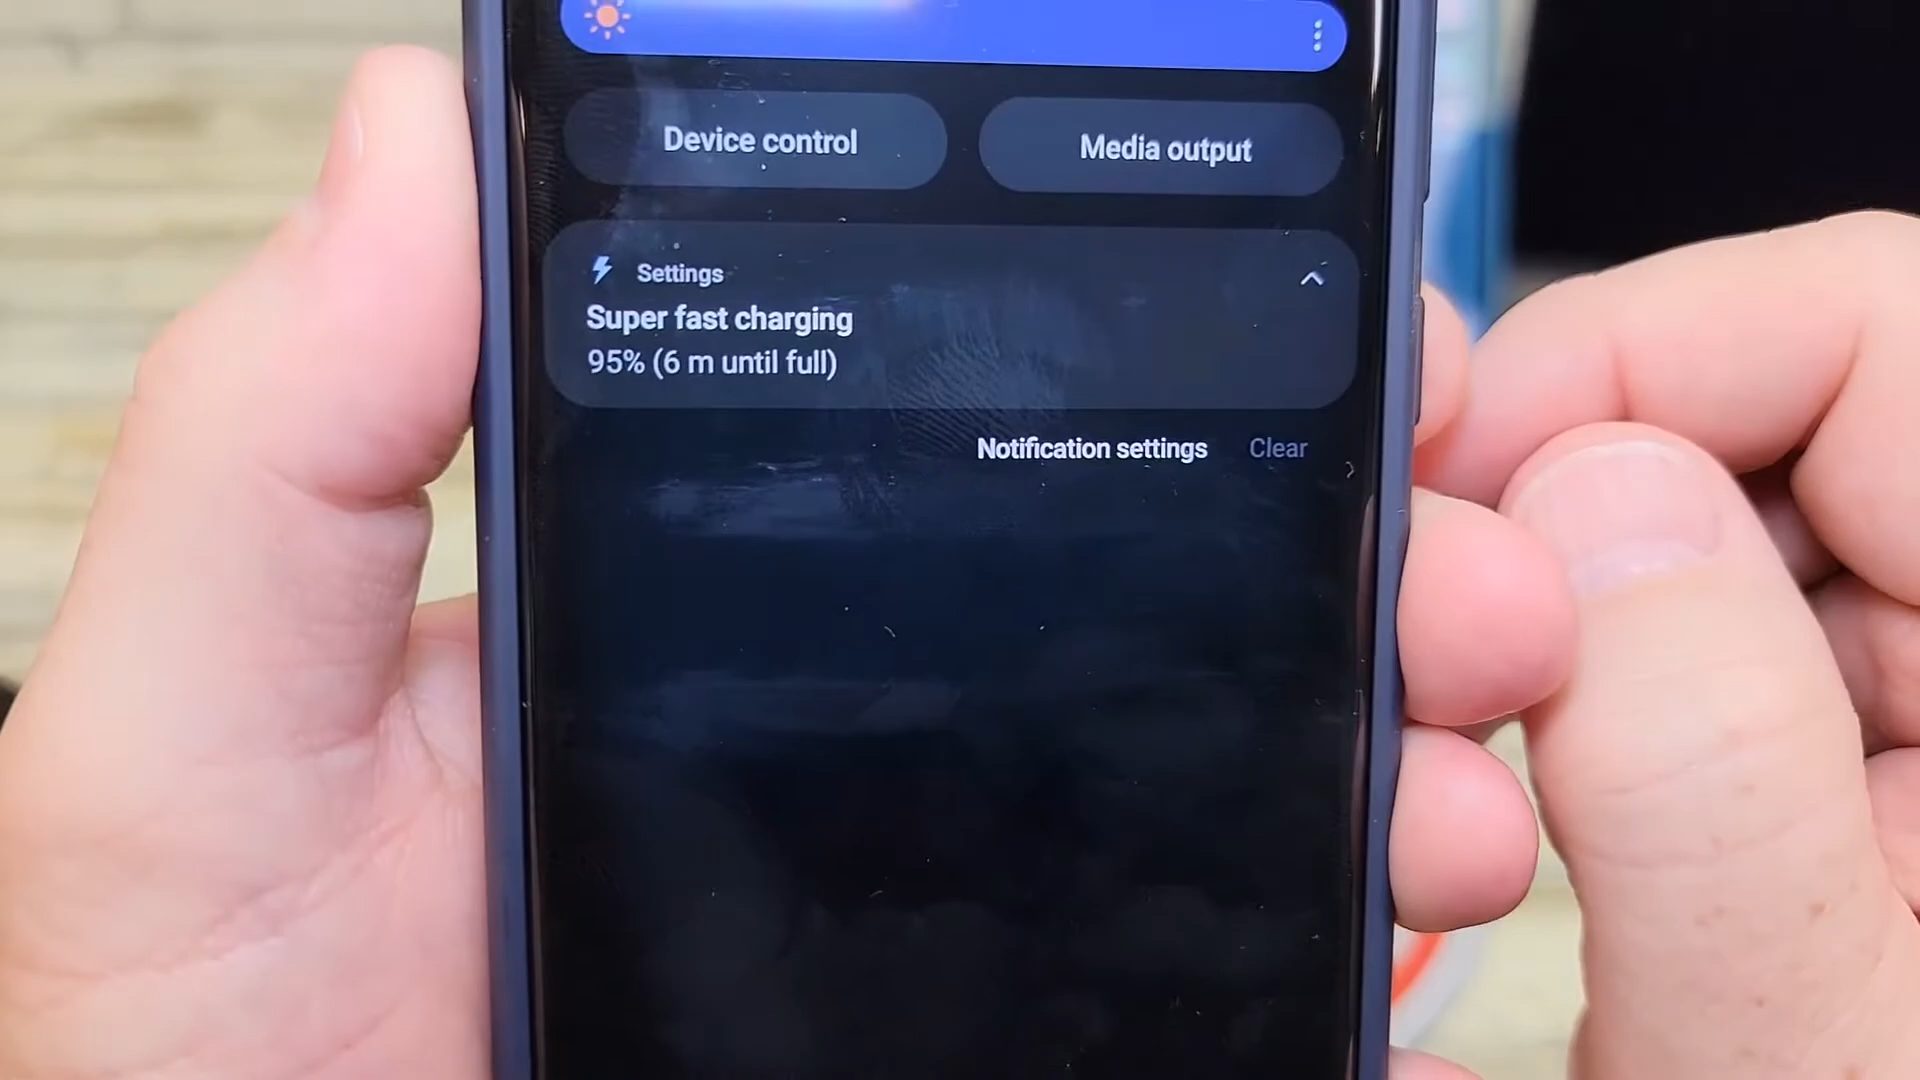 Device control
Media output
Settings
Super fast charging
95% (6 m until full)
Notification settings
Clear